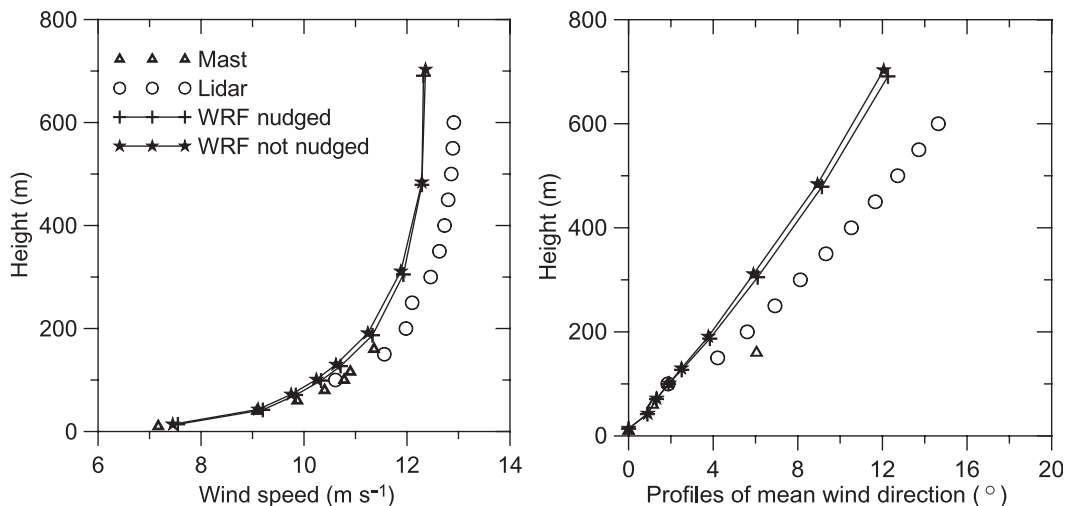 800
600
400
200
0
Height (m)
Mast
Lidar
WRF nudged
WRF not nudged
6 8 10 12 14
Wind speed (m s⁻¹)
800
600
400
200
0
Height (m)
0 4 8 12 16 20
Profiles of mean wind direction (°)